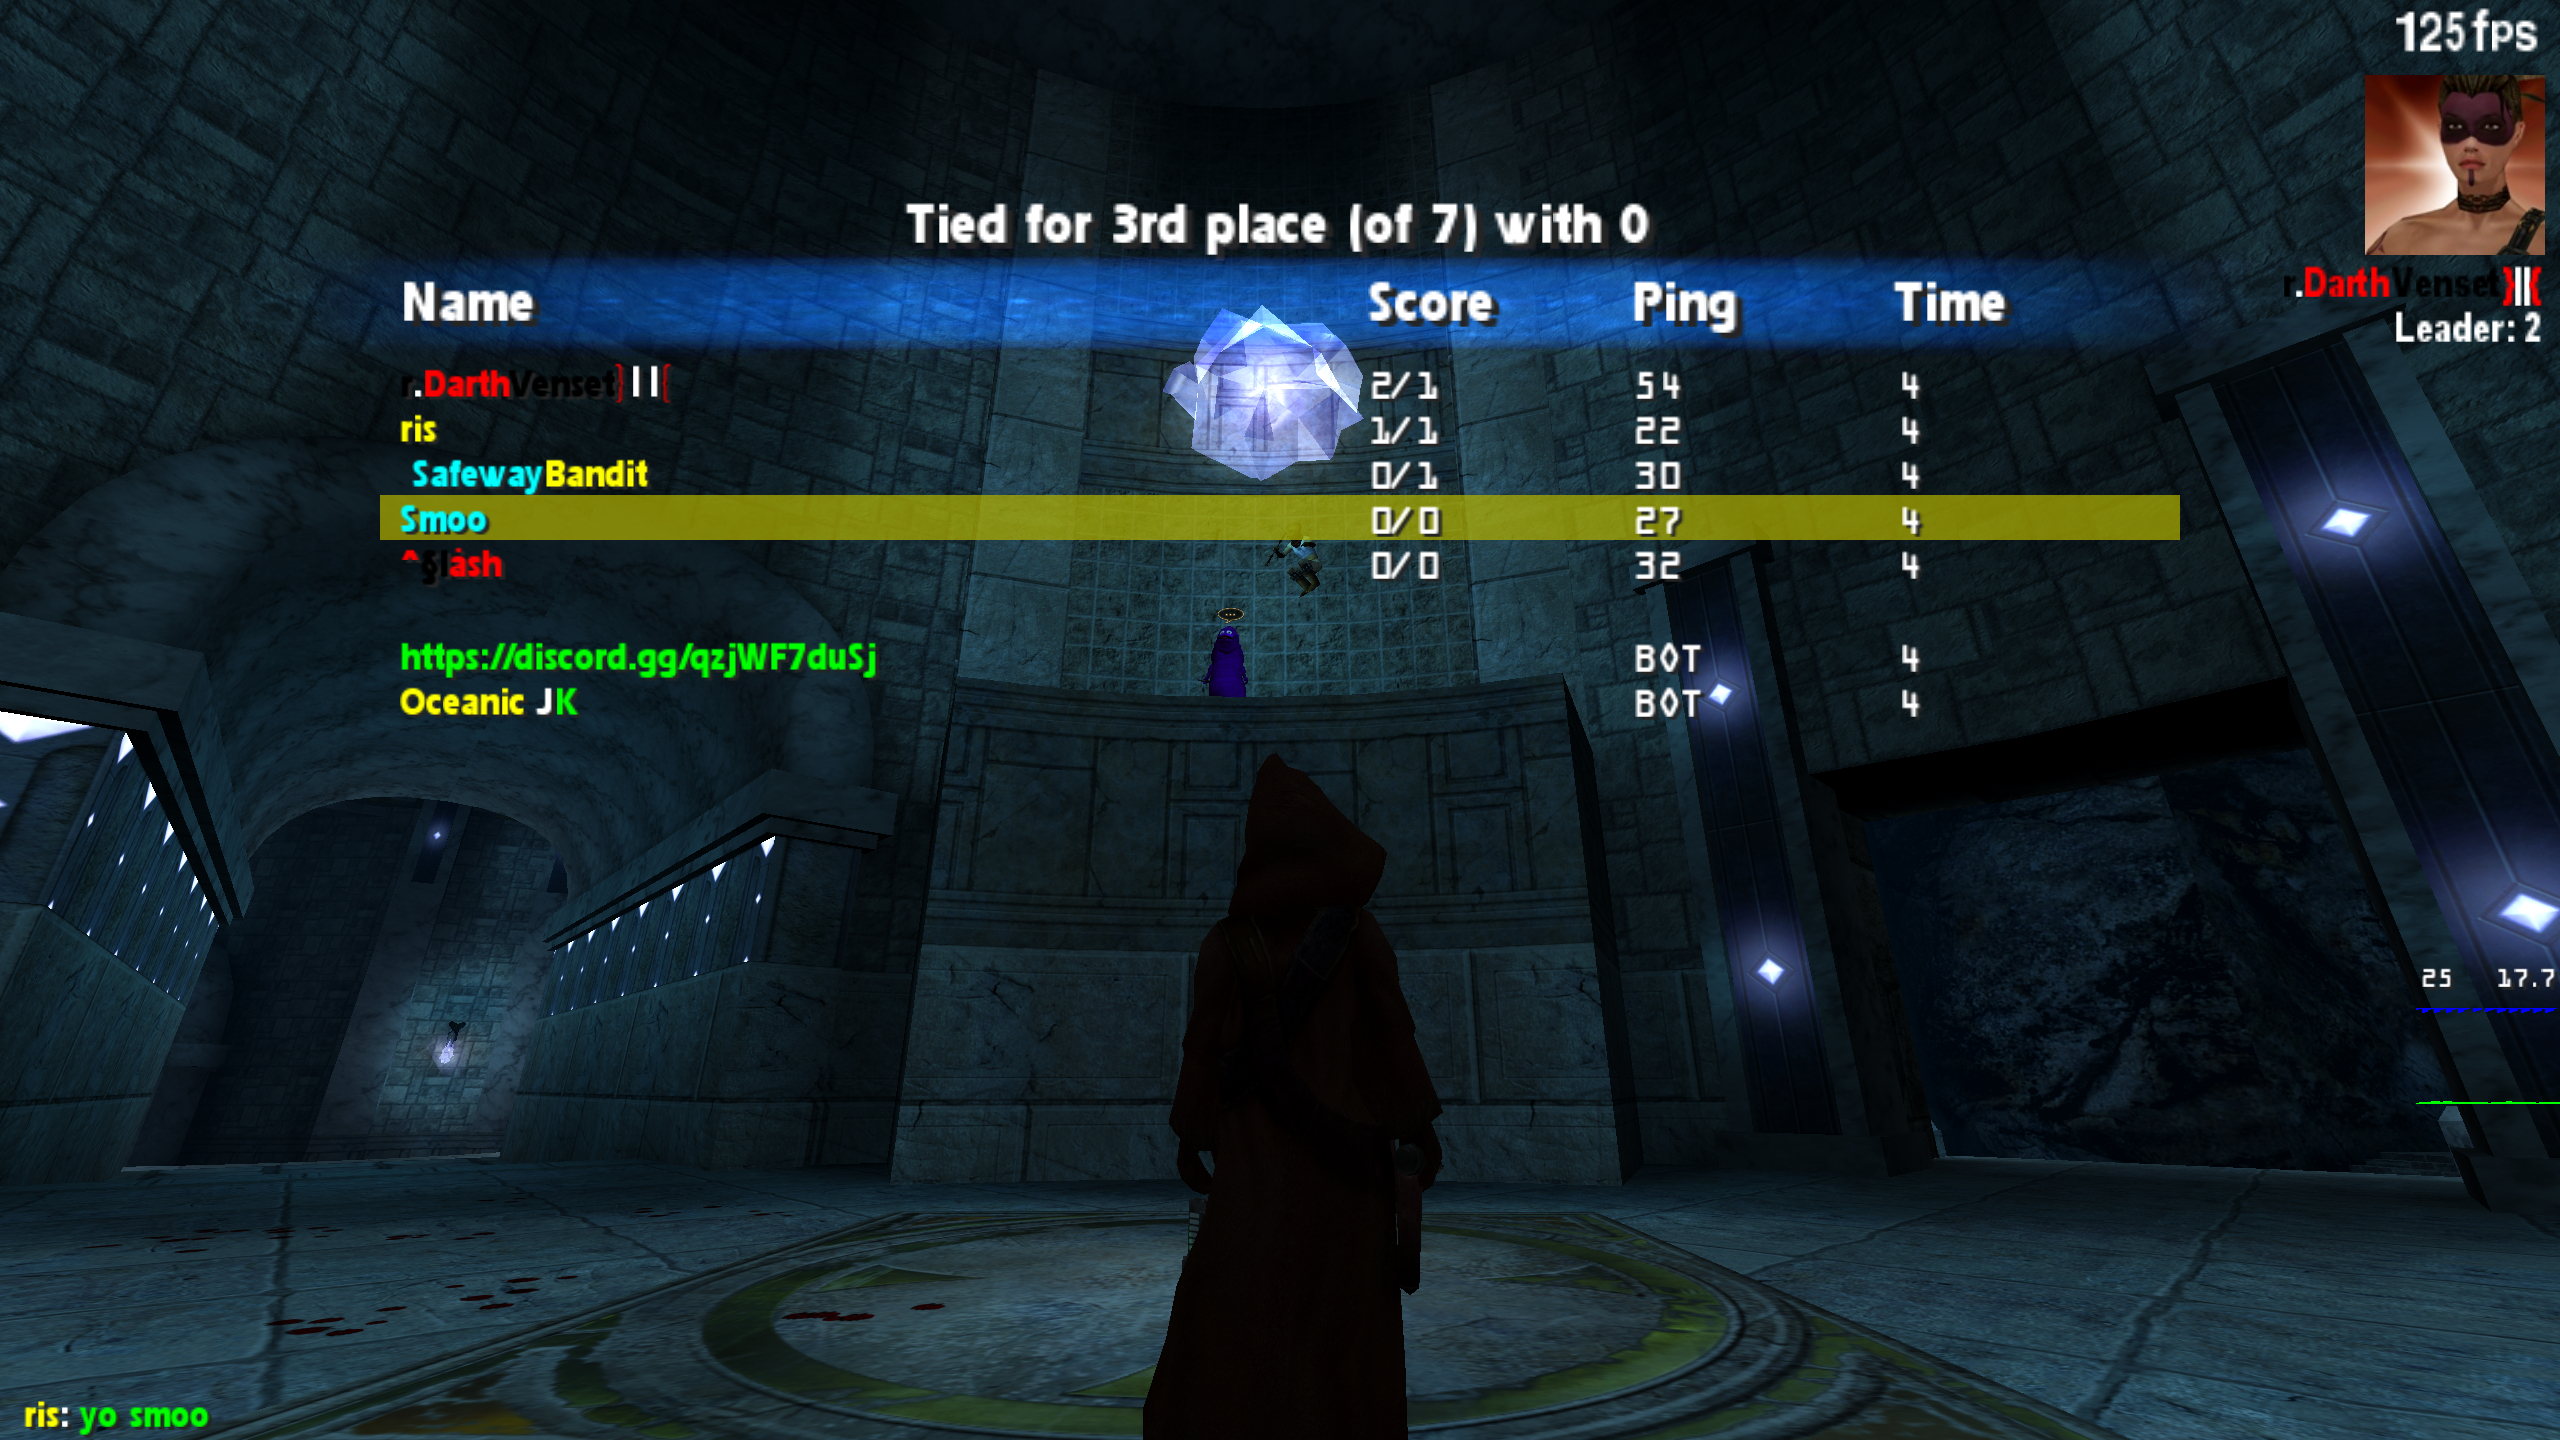 125fps
Tied for 3rd place (of 7) with 0
r.DarthVenset}||{
Leader: 2
Name Score Ping Time
r.DarthVenset}||{ 2/1 54 4
ris 1/1 22 4
SafewayBandit 0/1 30 4
Smoo 0/0 27 4
^§làsh 0/0 32 4
https://discord.gg/qzjWF7duSj BOT 4
Oceanic JK BOT 4
25 17.7
ris: yo smoo